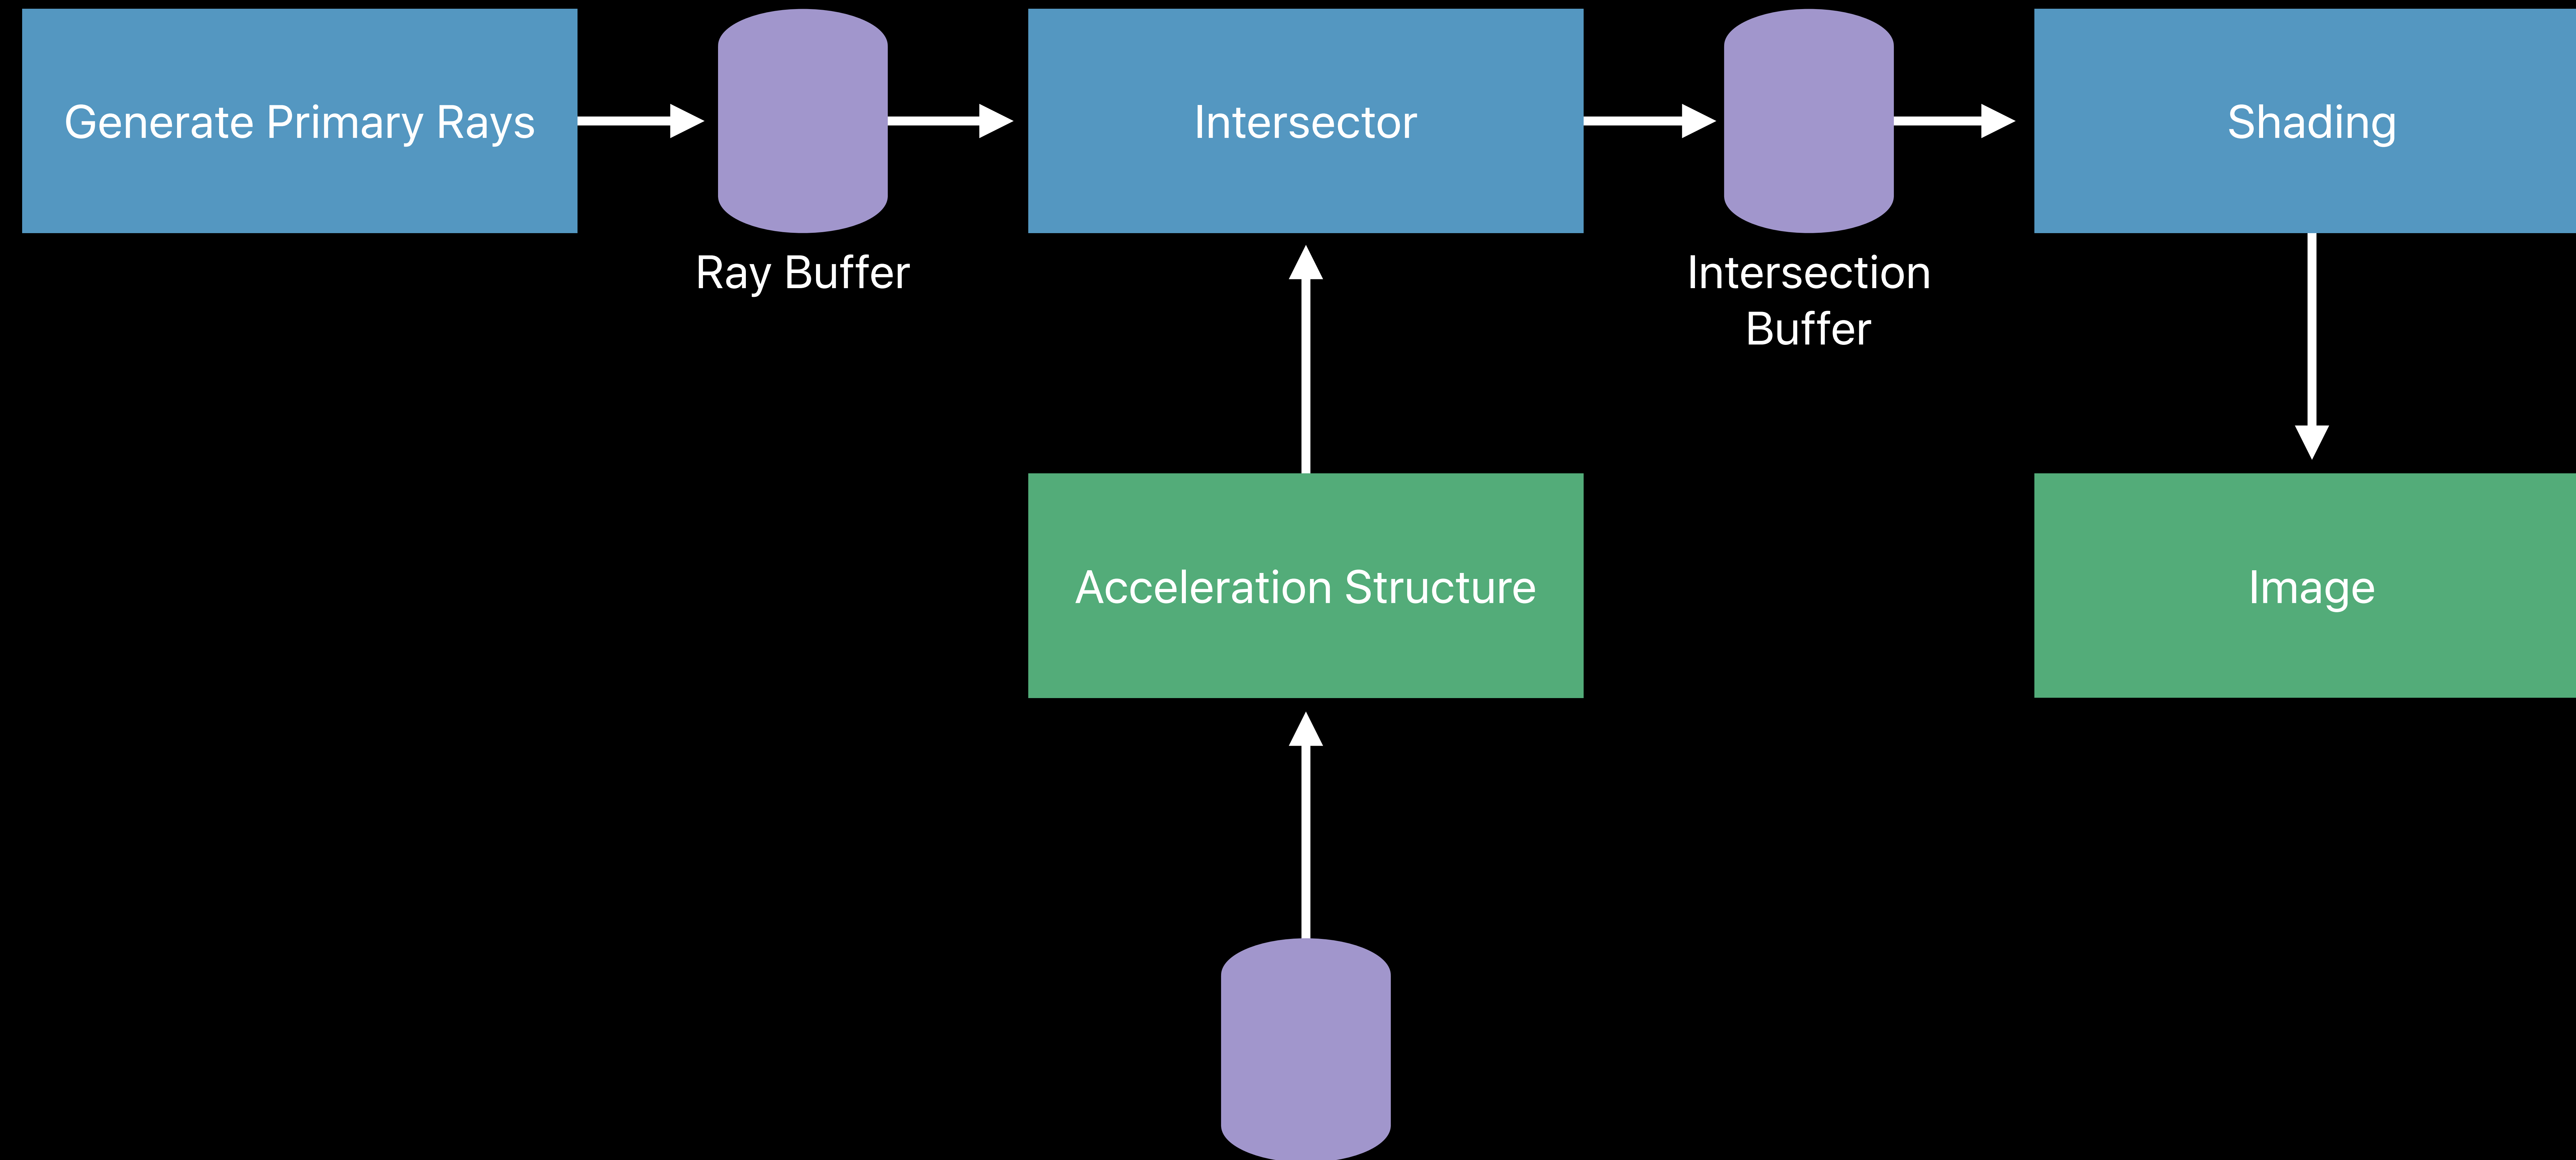 Generate Primary Rays
Intersector
Shading
Ray Buffer
Intersection
Buffer
Acceleration Structure
Image